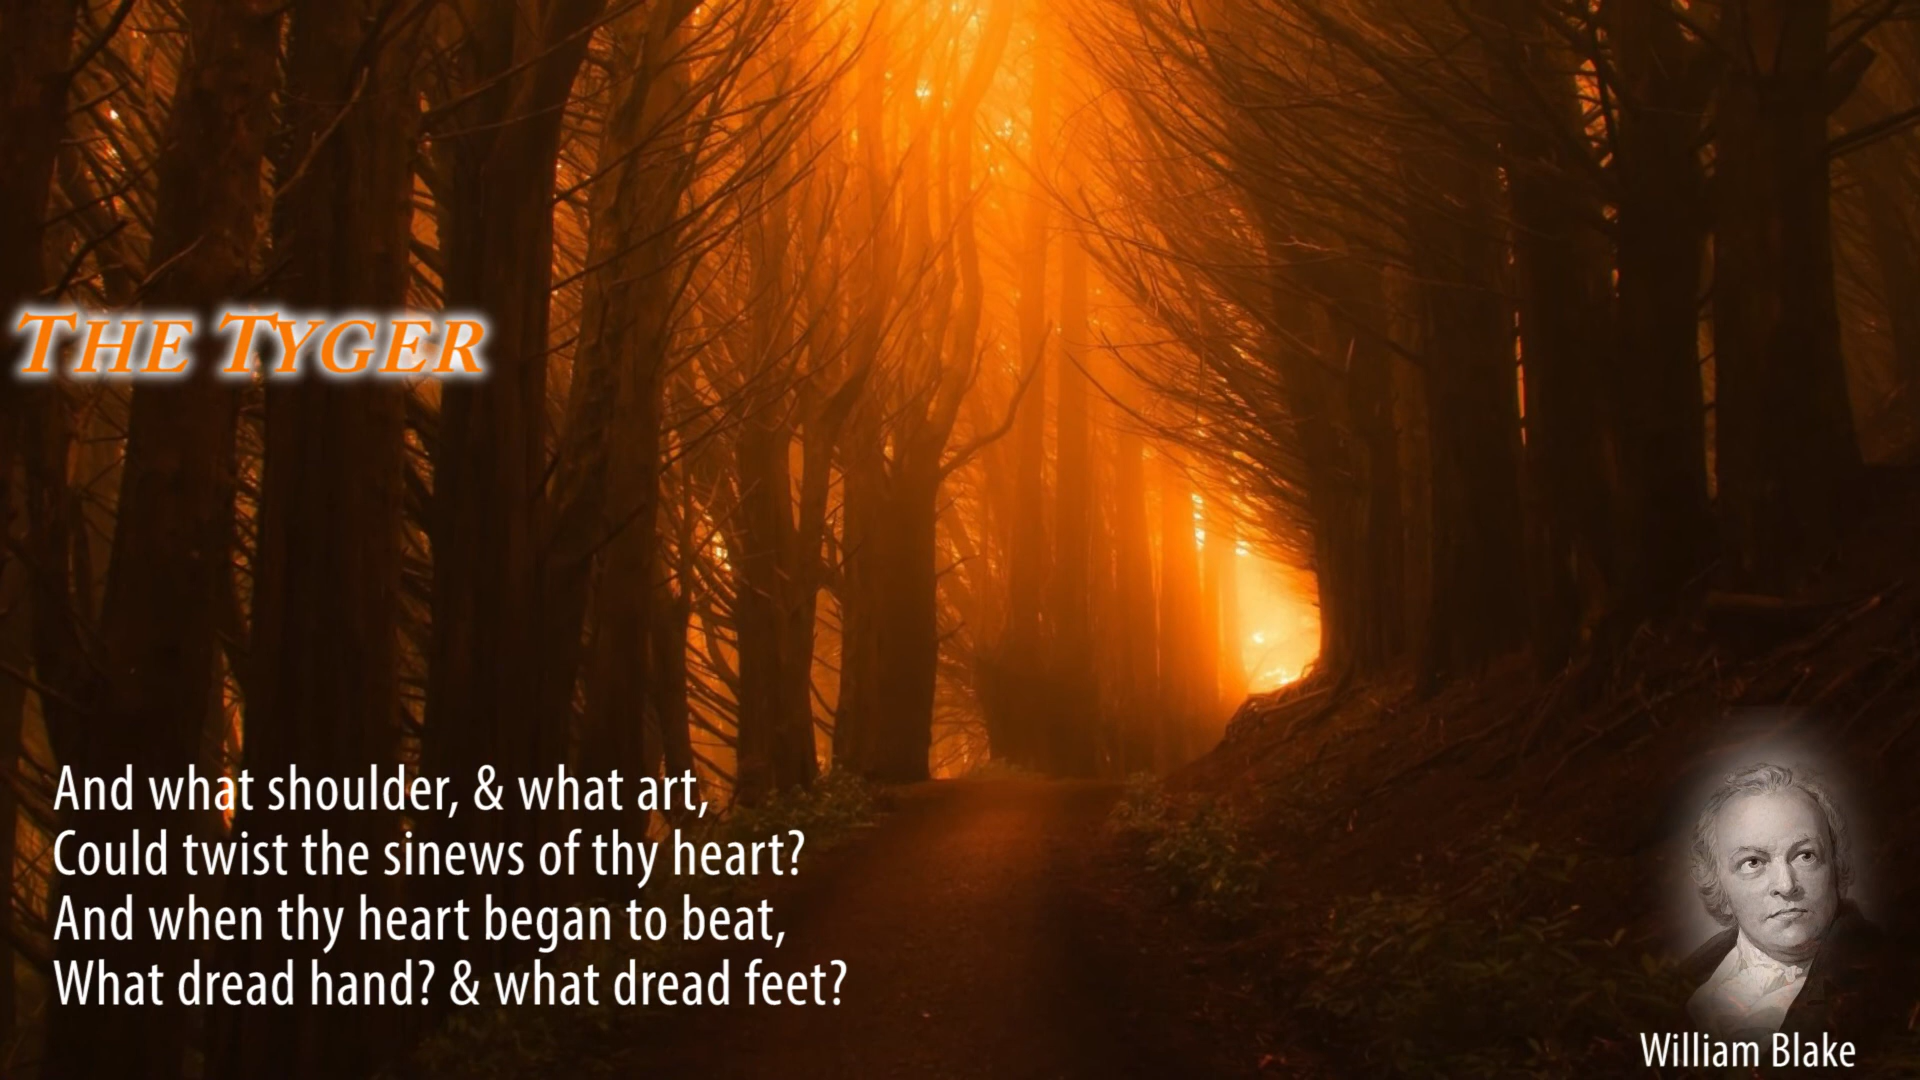 THE TYGER
And what shoulder, & what art,
Could twist the sinews of thy heart?
And when thy heart began to beat,
What dread hand? & what dread feet?
William Blake